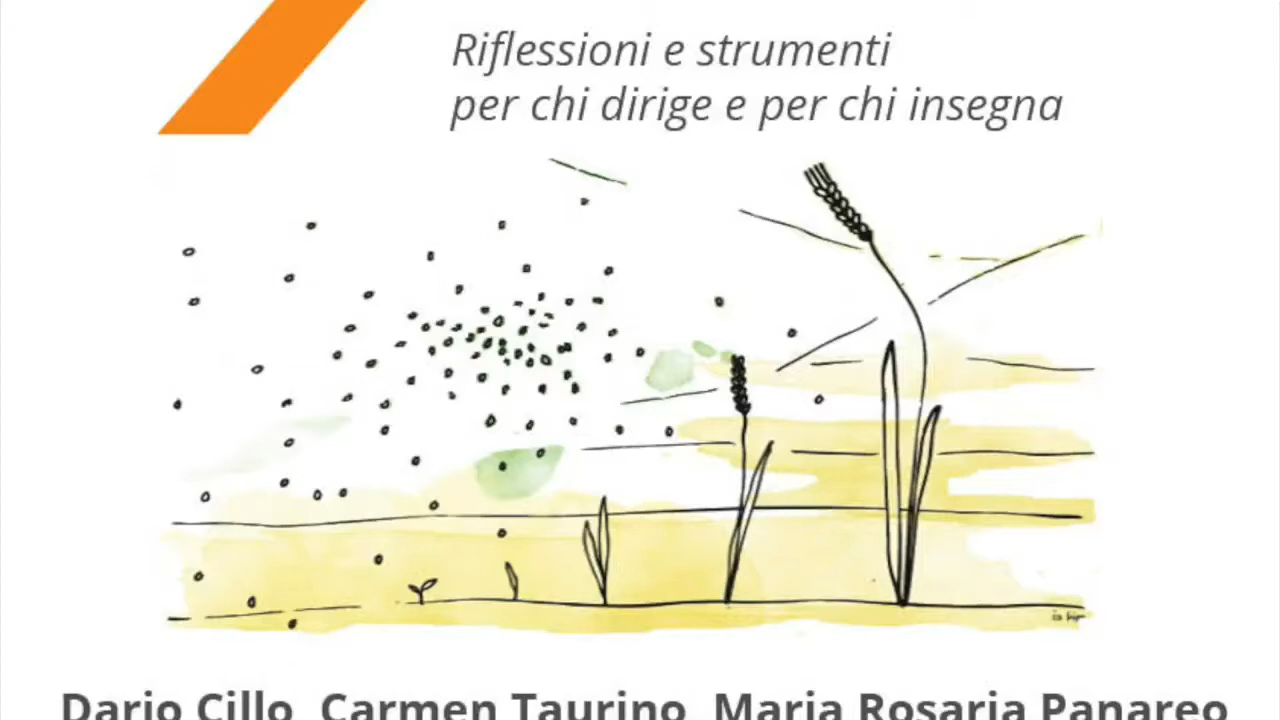 Riflessioni e strumenti
per chi dirige e per chi insegna
Dario Cillo Carmen Taurino Maria Rosaria Panareo